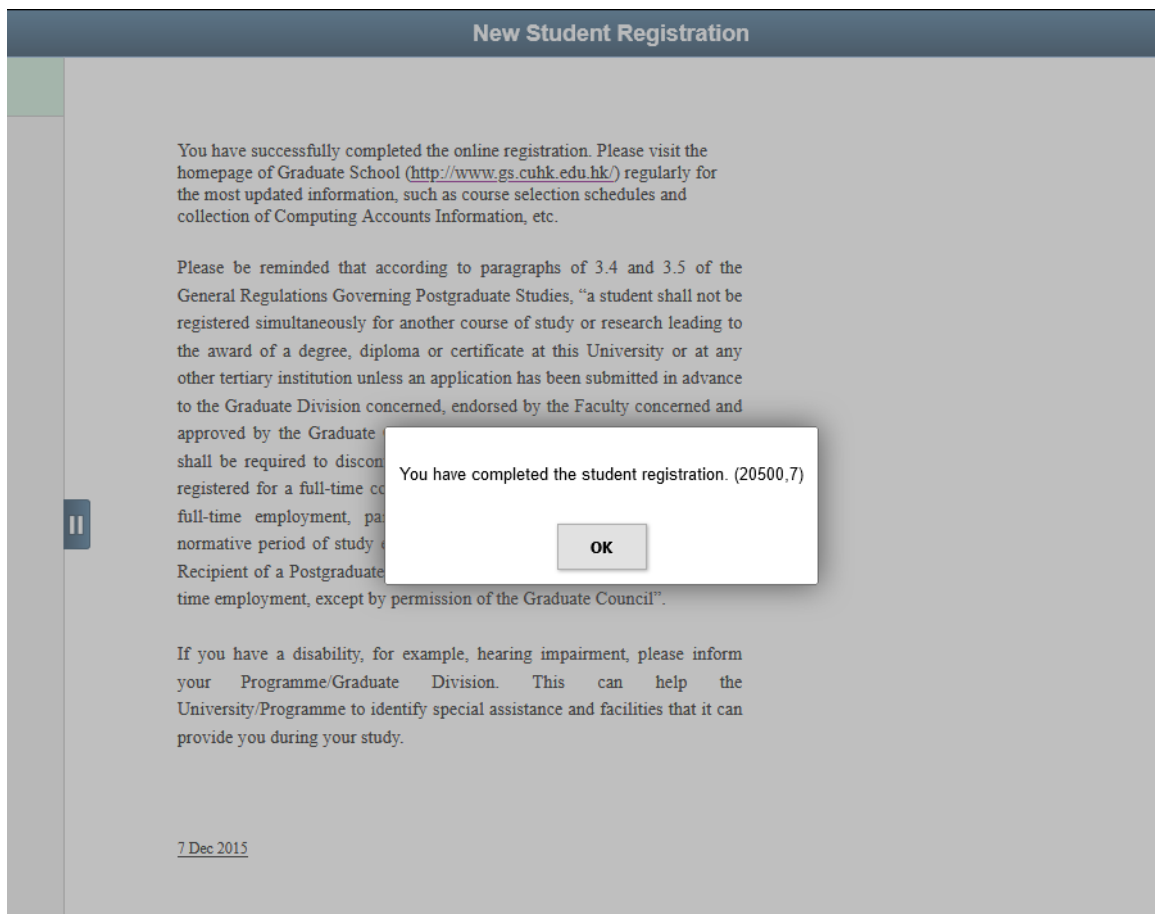 New Student Registration
You have successfully completed the online registration. Please visit the
homepage of Graduate School (http://www.gs.cuhk.edu.hk/) regularly for
the most updated information, such as course selection schedules and
collection of Computing Accounts Information, etc.
Please be reminded that according to paragraphs of 3.4 and 3.5 of the
General Regulations Governing Postgraduate Studies, “a student shall not be
registered simultaneously for another course of study or research leading to
the award of a degree, diploma or certificate at this University or at any
other tertiary institution unless an application has been submitted in advance
to the Graduate Division concerned, endorsed by the Faculty concerned and
approved by the Graduate
shall be required to discon
registered for a full-time co
full-time employment, pa
normative period of study
Recipient of a Postgraduate
time employment, except by permission of the Graduate Council”.
You have completed the student registration. (20500,7)
OK
If you have a disability, for example, hearing impairment, please inform
your Programme/Graduate Division. This can help the
University/Programme to identify special assistance and facilities that it can
provide you during your study.
7 Dec 2015